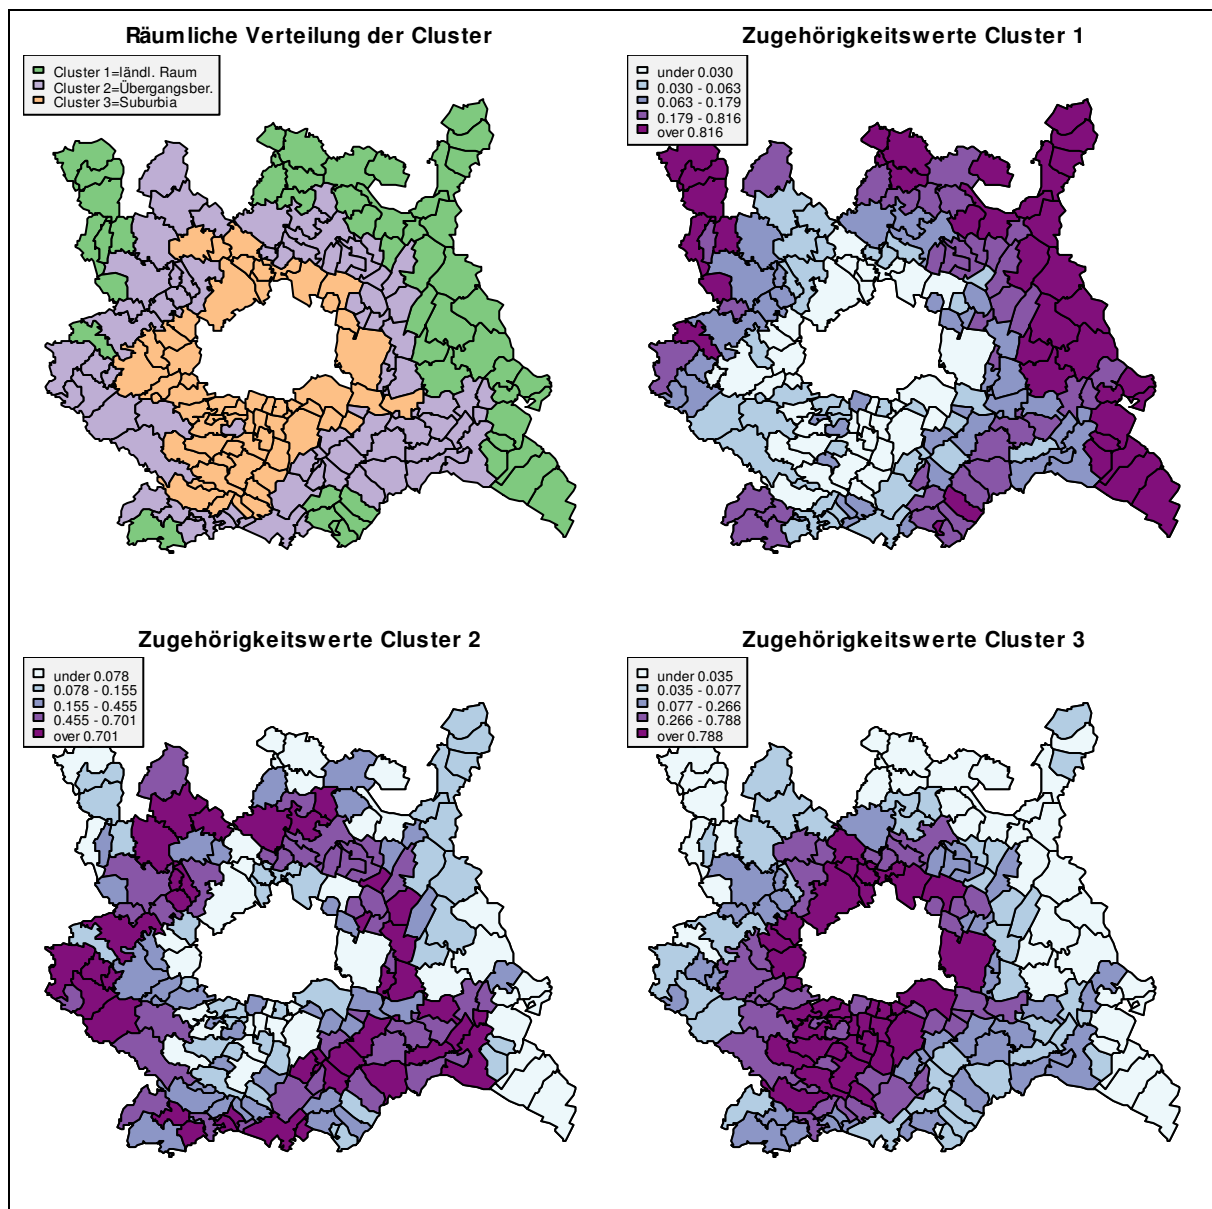 Räumliche Verteilung der Cluster
Cluster 1=ländl. Raum
Cluster 2=Übergangsber.
Cluster 3=Suburbia
Zugehörigkeitswerte Cluster 1
under 0.030
0.030 - 0.063
0.063 - 0.179
0.179 - 0.816
over 0.816
Zugehörigkeitswerte Cluster 2
under 0.078
0.078 - 0.155
0.155 - 0.455
0.455 - 0.701
over 0.701
Zugehörigkeitswerte Cluster 3
under 0.035
0.035 - 0.077
0.077 - 0.266
0.266 - 0.788
over 0.788